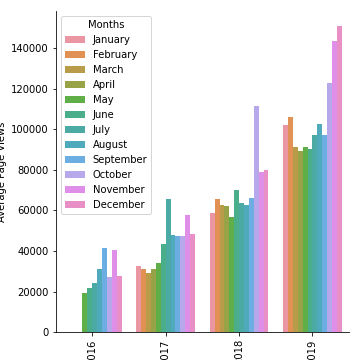 Months
January
February
March
April
May
June
July
August
September
October
November
December
140000
120000
100000
80000
60000
40000
20000
0
Average Page Views
016
017
018
019